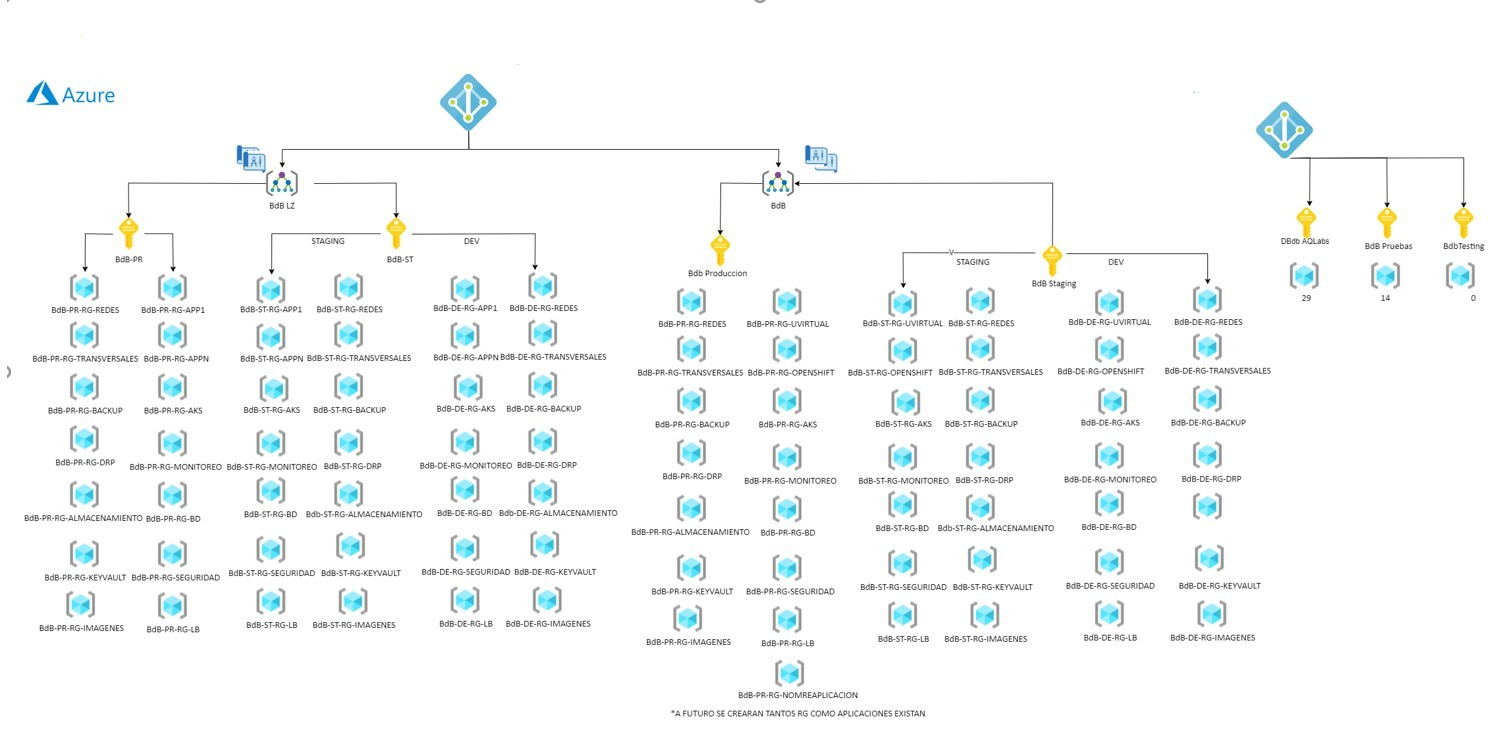 Azure
BdB LZ
BdB
BdB-PR
STAGING
DEV
BdB-ST
Bdb Produccion
V
STAGING
DEV
BdB Staging
DBdb AQLabs
BdB Pruebas
BdbTesting
29
14
0
BdB-PR-RG-REDES
BdB-PR-RG-APP1
BdB-ST-RG-APP1
BdB-ST-RG-REDES
BdB-DE-RG-APP1
BdB-DE-RG-REDES
BdB-PR-RG-TRANSVERSALES
BdB-PR-RG-APPN
BdB-ST-RG-APPN
BdB-ST-RG-TRANSVERSALES
BdB-DE-RG-APPN
BdB-DE-RG-TRANSVERSALES
BdB-PR-RG-BACKUP
BdB-PR-RG-AKS
BdB-ST-RG-AKS
BdB-ST-RG-BACKUP
BdB-DE-RG-AKS
BdB-DE-RG-BACKUP
BdB-PR-RG-DRP
BdB-PR-RG-MONITOREO
BdB-ST-RG-MONITOREO
BdB-ST-RG-DRP
BdB-DE-RG-MONITOREO
BdB-DE-RG-DRP
BdB-PR-RG-ALMACENAMIENTO
BdB-PR-RG-BD
BdB-ST-RG-BD
Bdb-ST-RG-ALMACENAMIENTO
BdB-DE-RG-BD
Bdb-DE-RG-ALMACENAMIENTO
BdB-PR-RG-KEYVAULT
BdB-PR-RG-SEGURIDAD
BdB-ST-RG-SEGURIDAD
BdB-ST-RG-KEYVAULT
BdB-DE-RG-SEGURIDAD
BdB-DE-RG-KEYVAULT
BdB-PR-RG-IMAGENES
BdB-PR-RG-LB
BdB-ST-RG-LB
BdB-ST-RG-IMAGENES
BdB-DE-RG-LB
BdB-DE-RG-IMAGENES
BdB-PR-RG-REDES
BdB-PR-RG-UVIRTUAL
BdB-ST-RG-UVIRTUAL
BdB-ST-RG-REDES
BdB-DE-RG-UVIRTUAL
BdB-DE-RG-REDES
BdB-PR-RG-TRANSVERSALES
BdB-PR-RG-OPENSHIFT
BdB-ST-RG-OPENSHIFT
BdB-ST-RG-TRANSVERSALES
BdB-DE-RG-OPENSHIFT
BdB-DE-RG-TRANSVERSALES
BdB-PR-RG-BACKUP
BdB-PR-RG-AKS
BdB-ST-RG-AKS
BdB-ST-RG-BACKUP
BdB-DE-RG-AKS
BdB-DE-RG-BACKUP
BdB-PR-RG-DRP
BdB-PR-RG-MONITOREO
BdB-ST-RG-MONITOREO
BdB-ST-RG-DRP
BdB-DE-RG-MONITOREO
BdB-DE-RG-DRP
BdB-PR-RG-ALMACENAMIENTO
BdB-PR-RG-BD
BdB-ST-RG-BD
Bdb-ST-RG-ALMACENAMIENTO
BdB-DE-RG-BD
BdB-PR-RG-KEYVAULT
BdB-PR-RG-SEGURIDAD
BdB-ST-RG-SEGURIDAD
BdB-ST-RG-KEYVAULT
BdB-DE-RG-SEGURIDAD
BdB-DE-RG-KEYVAULT
BdB-PR-RG-IMAGENES
BdB-PR-RG-LB
BdB-ST-RG-LB
BdB-ST-RG-IMAGENES
BdB-DE-RG-LB
BdB-DE-RG-IMAGENES
BdB-PR-RG-NOMREAPLICACION
*A FUTURO SE CREARAN TANTOS RG COMO APLICACIONES EXISTAN